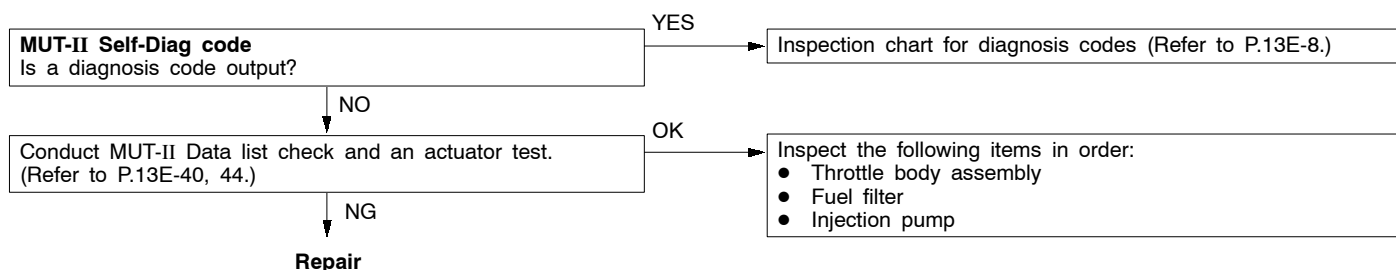 MUT-II Self-Diag code
Is a diagnosis code output?
YES
Inspection chart for diagnosis codes (Refer to P.13E-8.)
NO
Conduct MUT-II Data list check and an actuator test.
(Refer to P.13E-40, 44.)
OK
Inspect the following items in order:
● Throttle body assembly
● Fuel filter
● Injection pump
NG
Repair